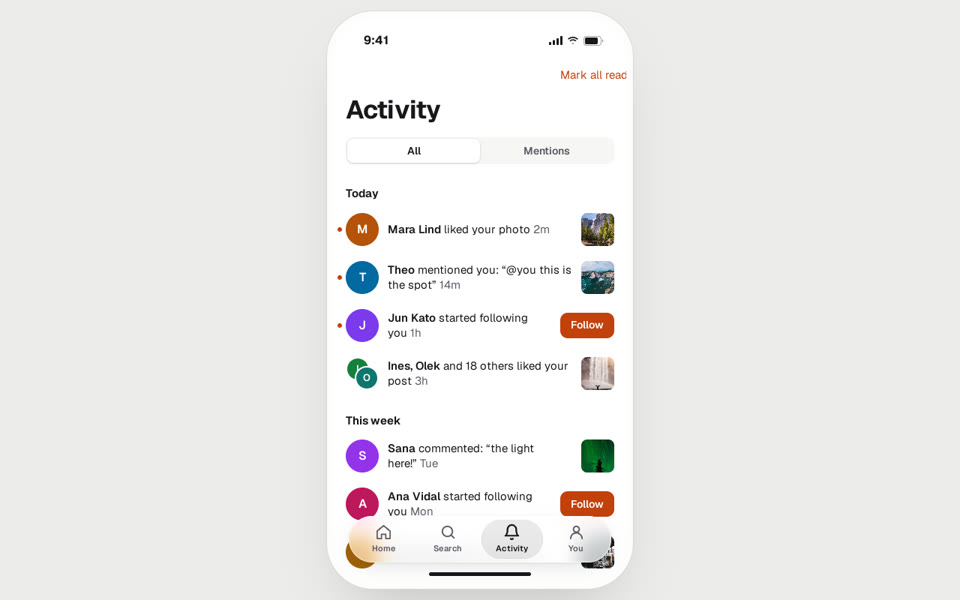 9:41
Mark all read
Activity
All
Mentions
Today
M
Mara Lind liked your photo 2m
T
Theo mentioned you: “@you this is
the spot” 14m
J
Jun Kato started following
you 1h
Follow
O
Ines, Olek and 18 others liked your
post 3h
This week
S
Sana commented: “the light
here!” Tue
A
Ana Vidal started following
you Mon
Follow
Home
Search
Activity
You